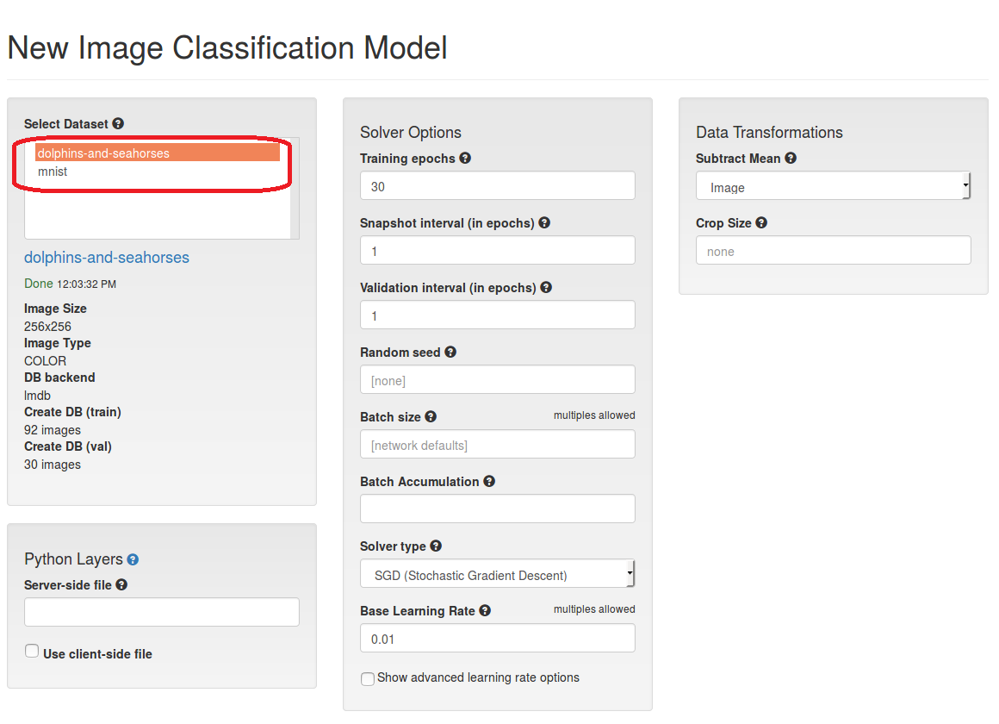 New Image Classification Model
Select Dataset
dolphins-and-seahorses
mnist
dolphins-and-seahorses
Done 12:03:32 PM
Image Size
256x256
Image Type
COLOR
DB backend
lmdb
Create DB (train)
92 images
Create DB (val)
30 images
Python Layers
Server-side file
Use client-side file
Solver Options
Training epochs
30
Snapshot interval (in epochs)
1
Validation interval (in epochs)
1
Random seed
[none]
Batch size multiples allowed
[network defaults]
Batch Accumulation
Solver type
SGD (Stochastic Gradient Descent)
Base Learning Rate multiples allowed
0.01
Show advanced learning rate options
Data Transformations
Subtract Mean
Image
Crop Size
none